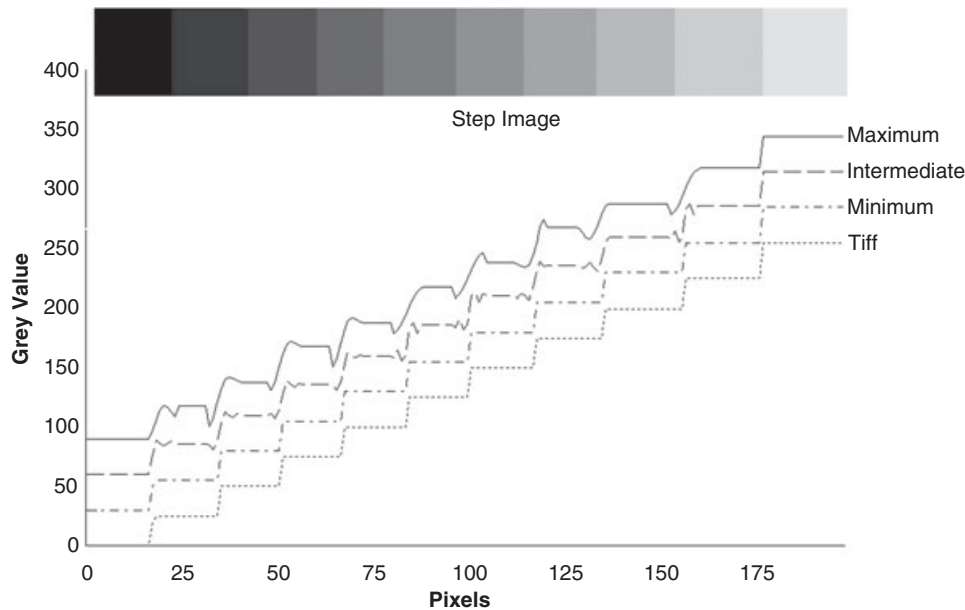 Step Image
400
350
300
250
200
150
100
50
0
Grey Value
Maximum
Intermediate
Minimum
Tiff
0 25 50 75 100 125 150 175
Pixels